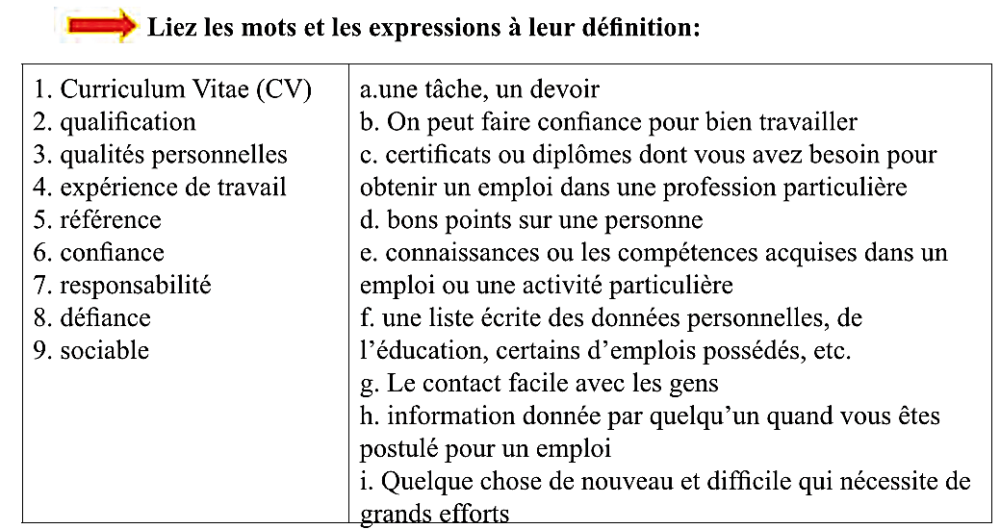 Liez les mots et les expressions à leur définition:
1. Curriculum Vitae (CV)
2. qualification
3. qualités personnelles
4. expérience de travail
5. référence
6. confiance
7. responsabilité
8. défiance
9. sociable
a.une tâche, un devoir
b. On peut faire confiance pour bien travailler
c. certificats ou diplômes dont vous avez besoin pour
obtenir un emploi dans une profession particulière
d. bons points sur une personne
e. connaissances ou les compétences acquises dans un
emploi ou une activité particulière
f. une liste écrite des données personnelles, de
l’éducation, certains d’emplois possédés, etc.
g. Le contact facile avec les gens
h. information donnée par quelqu’un quand vous êtes
postulé pour un emploi
i. Quelque chose de nouveau et difficile qui nécessite de
grands efforts